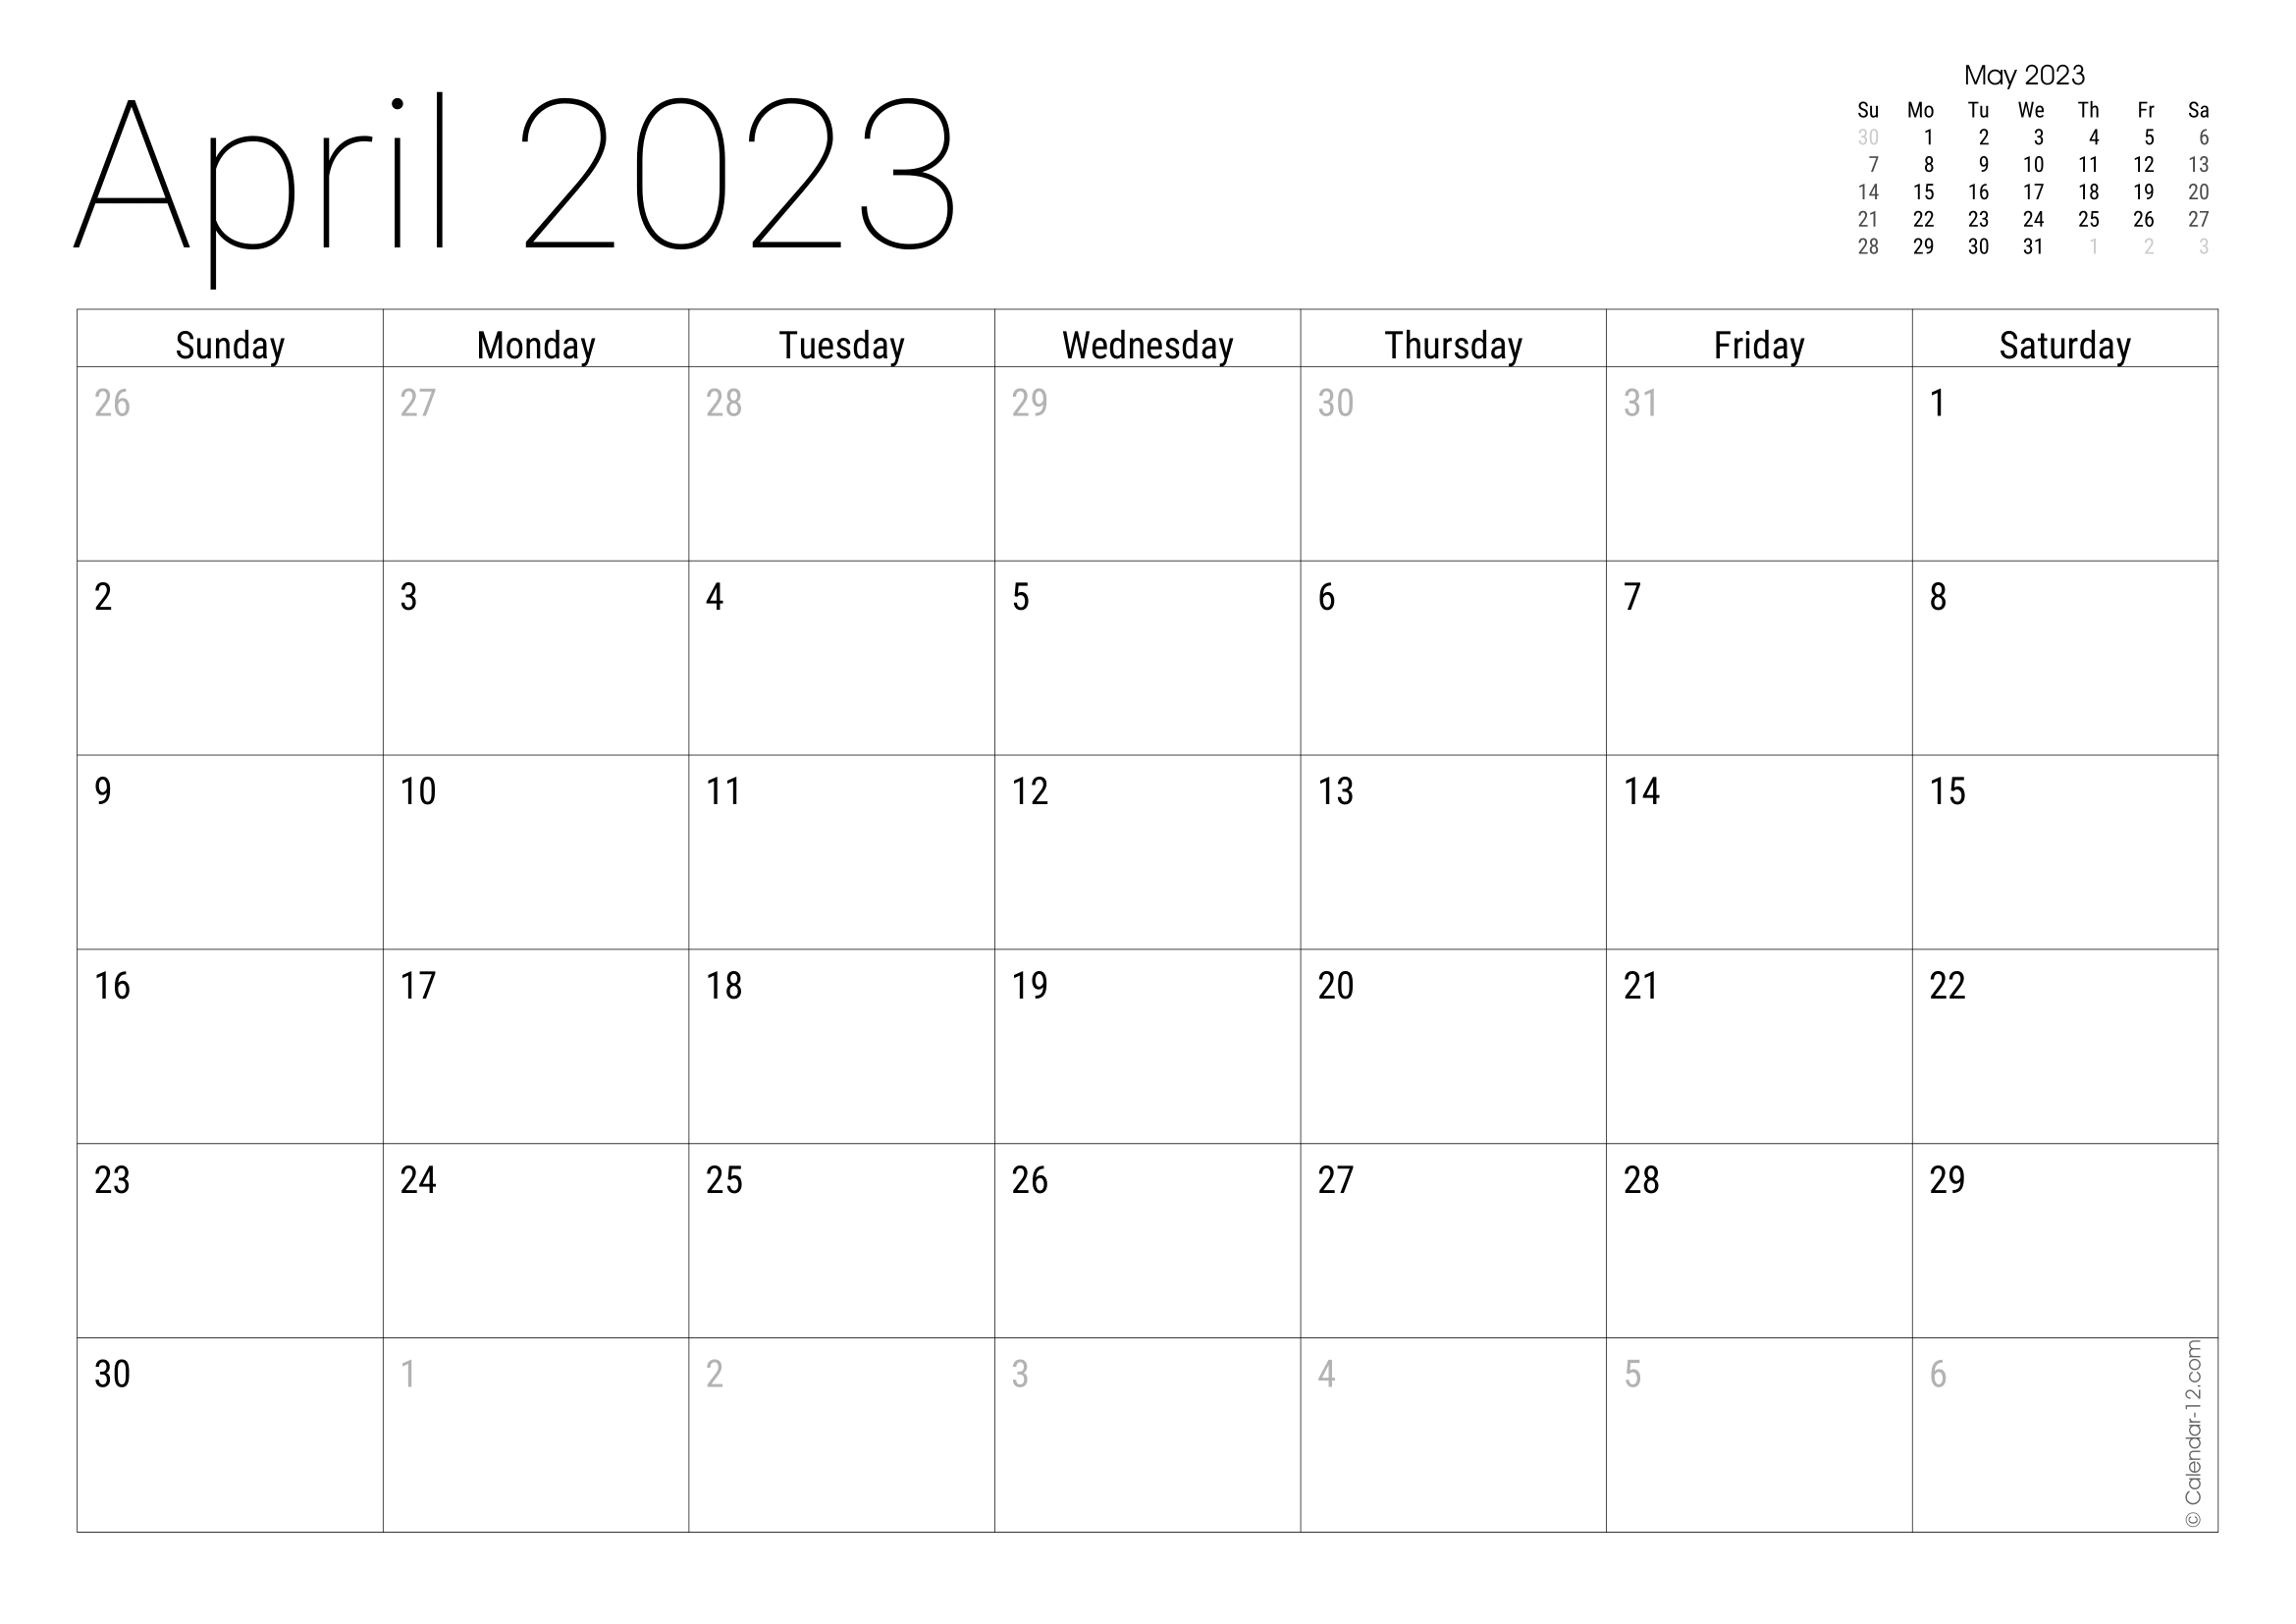 April 2023
May 2023
Su Mo Tu We Th Fr Sa
30 1 2 3 4 5 6
7 8 9 10 11 12 13
14 15 16 17 18 19 20
21 22 23 24 25 26 27
28 29 30 31 1 2 3
Sunday Monday Tuesday Wednesday Thursday Friday Saturday
26 27 28 29 30 31 1
2 3 4 5 6 7 8
9 10 11 12 13 14 15
16 17 18 19 20 21 22
23 24 25 26 27 28 29
30 1 2 3 4 5 6
© Calendar-12.com